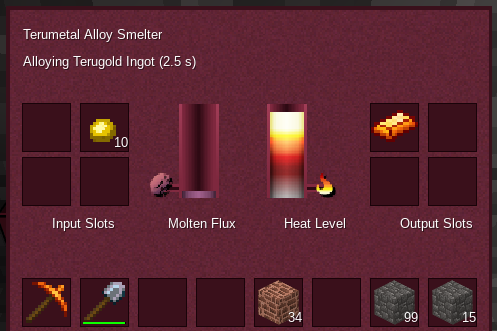 Terumetal Alloy Smelter
Alloying Terugold Ingot (2.5 s)
10
Input Slots
Molten Flux
Heat Level
Output Slots
34
99
15